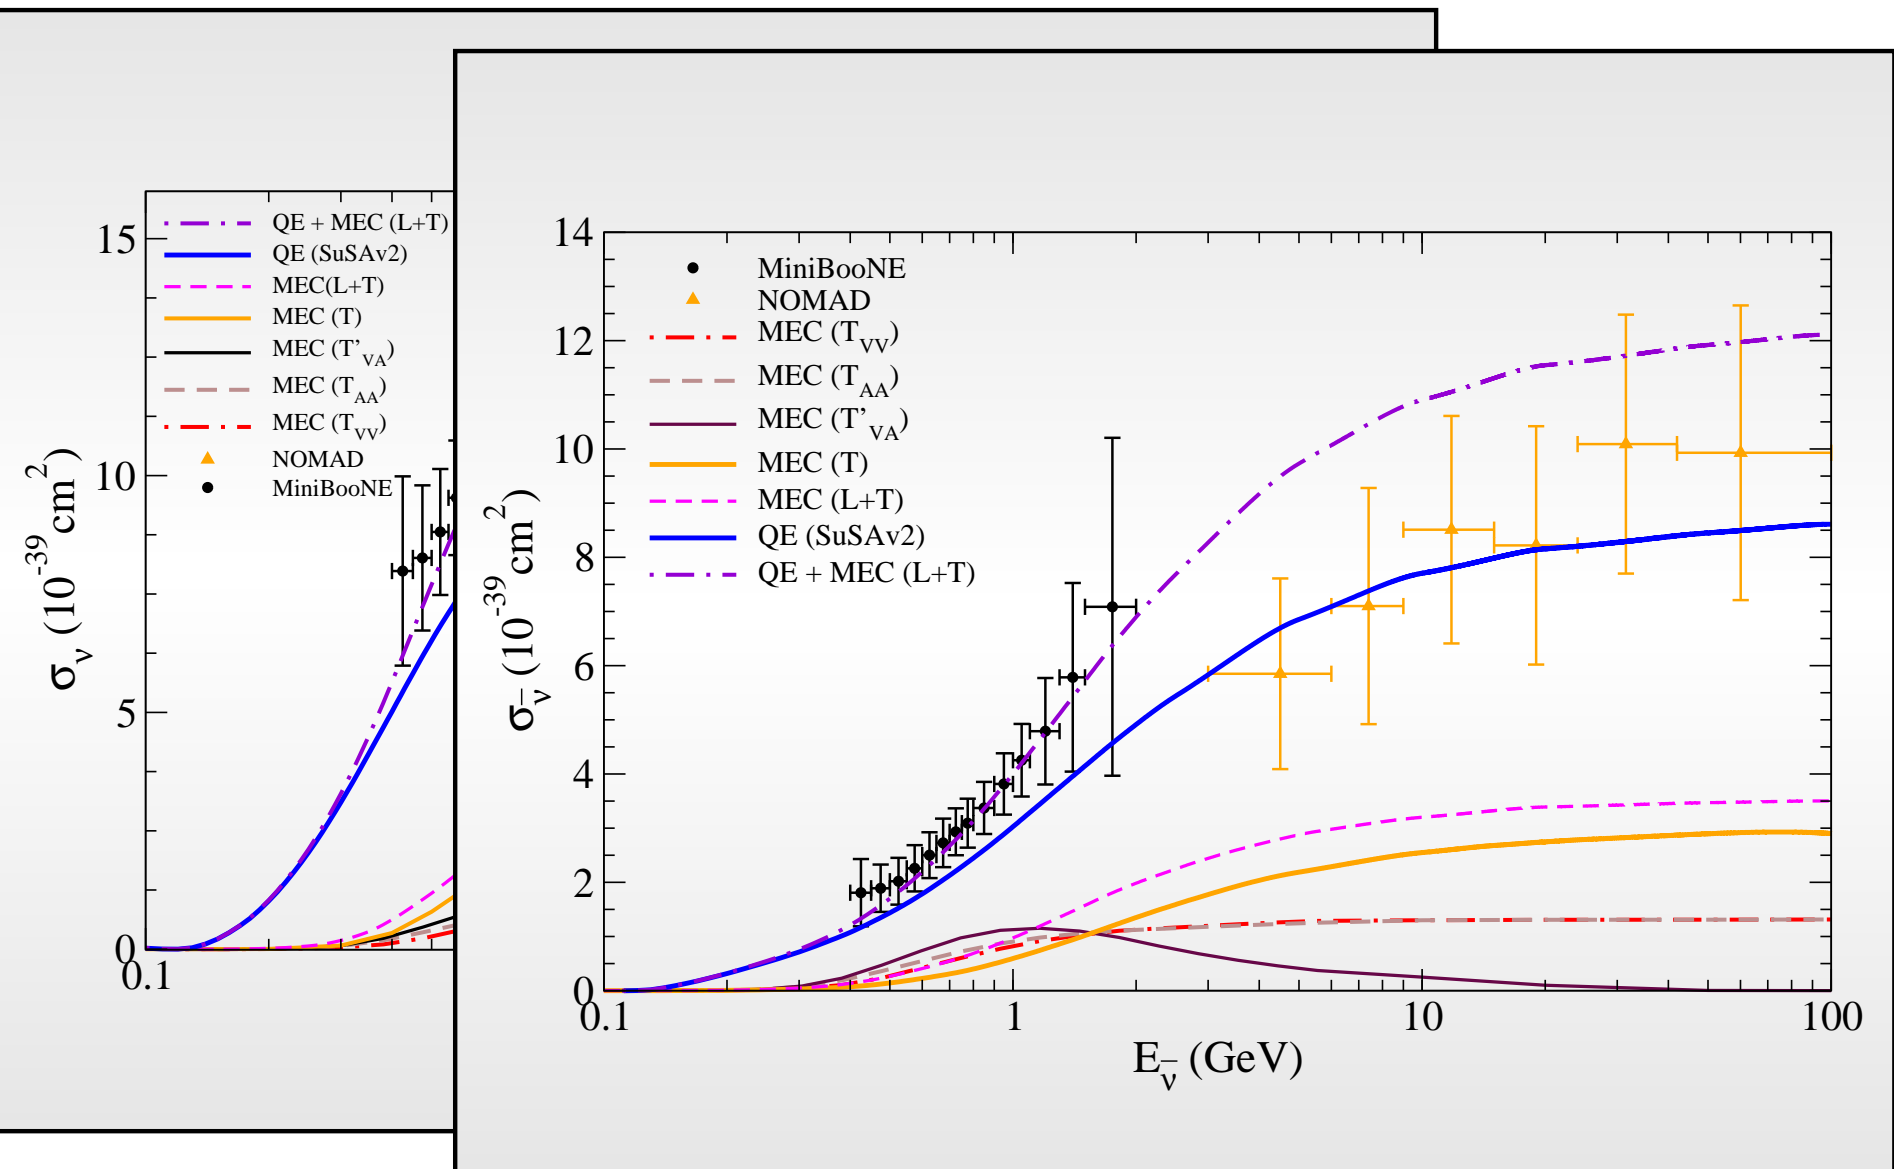 QE + MEC (L+T)
QE (SuSAv2)
MEC(L+T)
MEC (T)
MEC (T'VA)
MEC (TAA)
MEC (TVV)
NOMAD
MiniBooNE
15
10
5
0
0.1
σν (10-39 cm2)
MiniBooNE
NOMAD
MEC (TVV)
MEC (TAA)
MEC (T'VA)
MEC (T)
MEC (L+T)
QE (SuSAv2)
QE + MEC (L+T)
14
12
10
8
6
4
2
0
0.1 1 10 100
σν̅ (10-39 cm2)
Eν̅ (GeV)